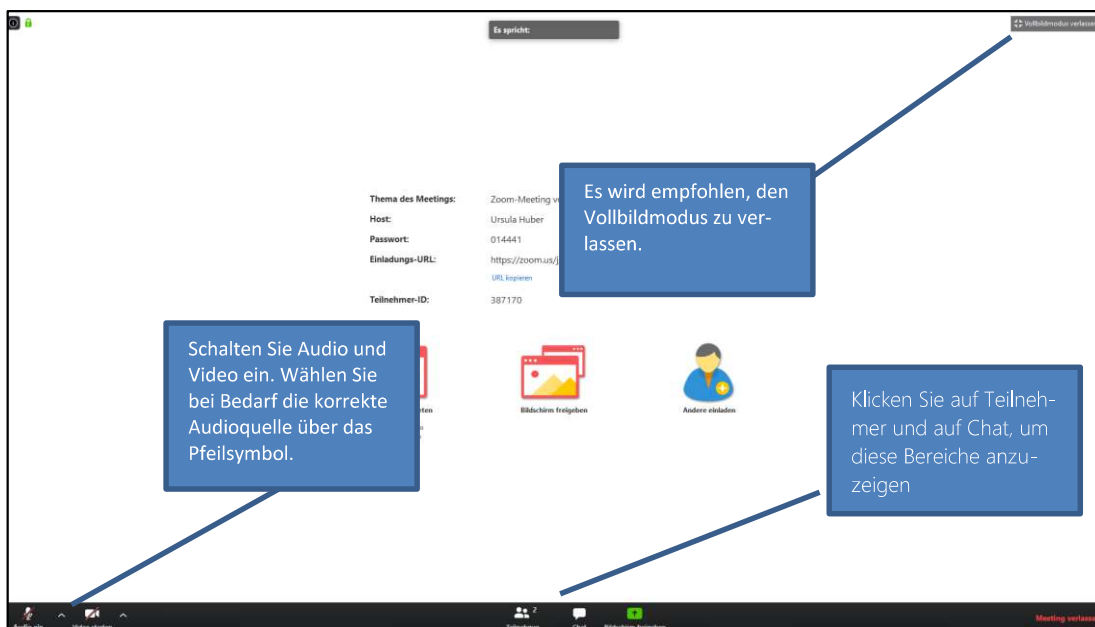 Es spricht:
Vollbildmodus verlassen
Es wird empfohlen, den
Vollbildmodus zu ver-
lassen.
Thema des Meetings: Zoom-Meeting
Host: Ursula Huber
Passwort: 014441
Einladungs-URL: https://zoom.us/j
URL kopieren
Teilnehmer-ID: 387170
Schalten Sie Audio und
Video ein. Wählen Sie
bei Bedarf die korrekte
Audioquelle über das
Pfeilsymbol.
Bildschirm freigeben
Andere einladen
Klicken Sie auf Teilneh-
mer und auf Chat, um
diese Bereiche anzu-
zeigen
2
Meeting verlasse